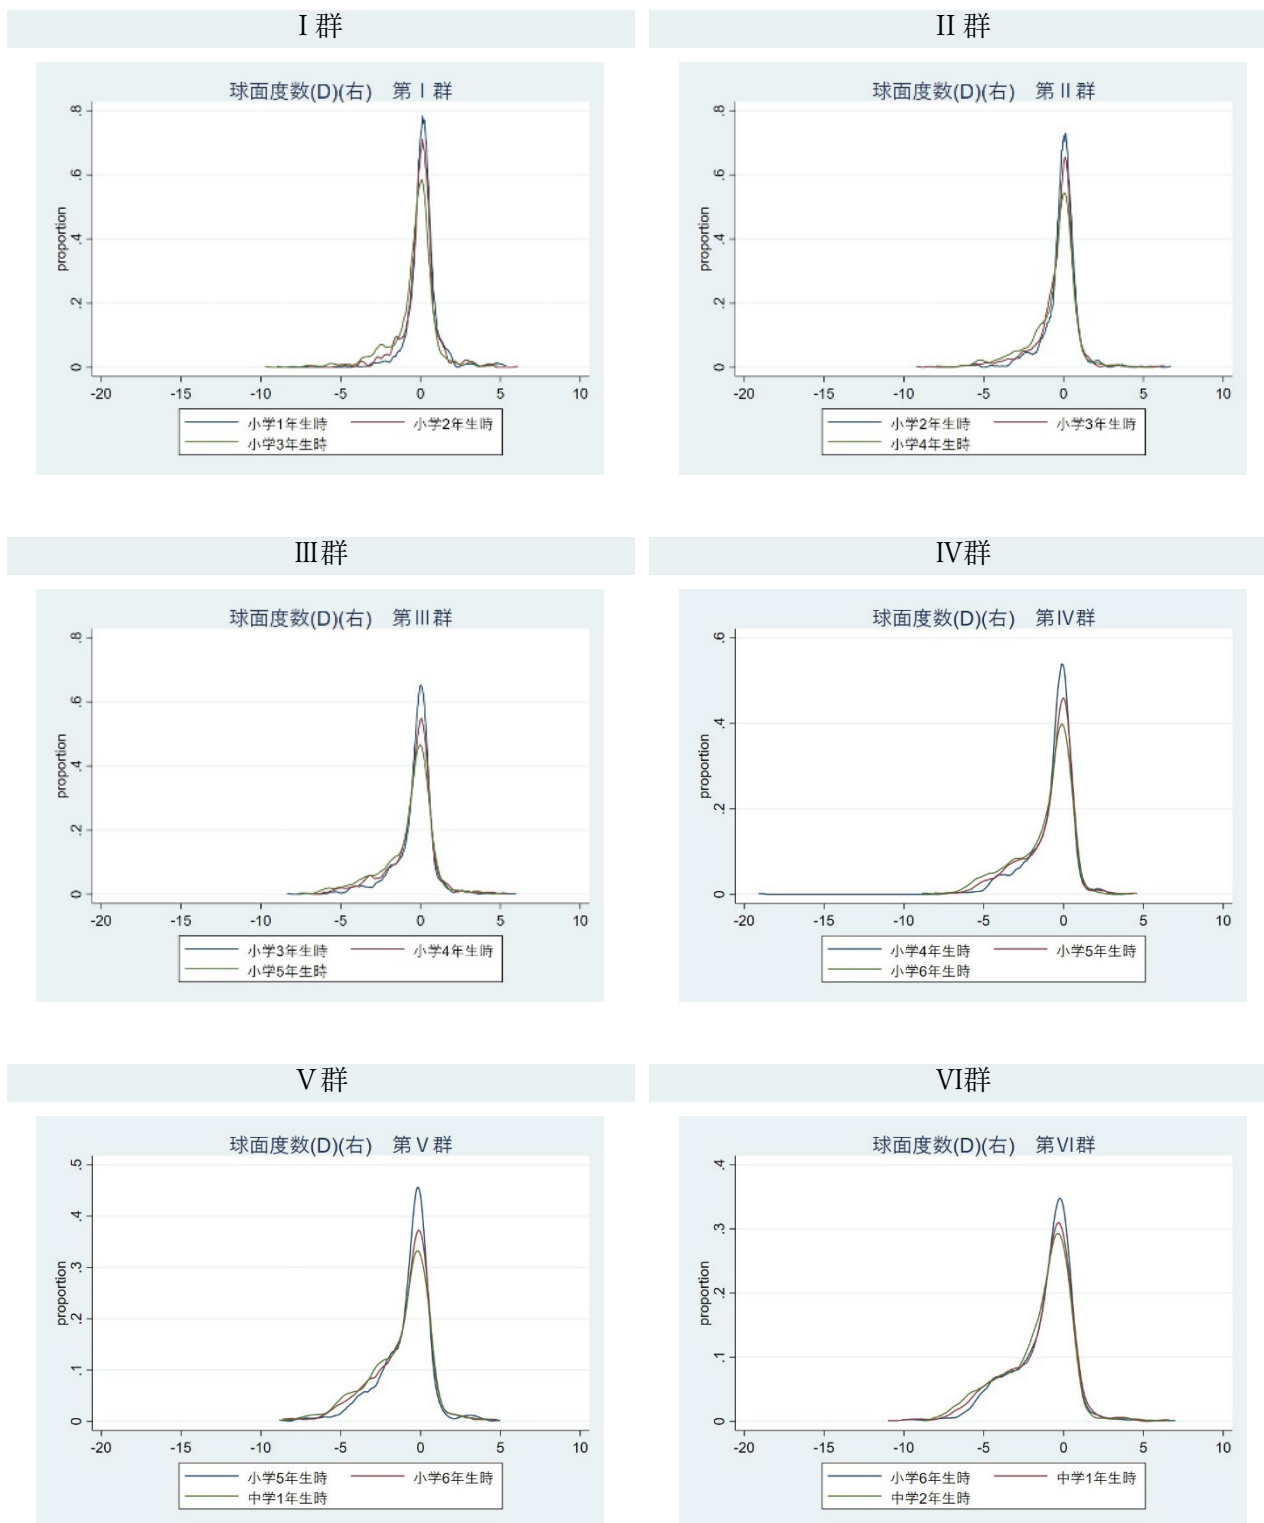 I 群
II 群
球面度数(D)(右) 第Ⅰ群
.8
.6
.4
.2
0
proportion
-20 -15 -10 -5 0 5 10
小学1年生時 小学2年生時
小学3年生時
球面度数(D)(右) 第Ⅱ群
.8
.6
.4
.2
0
proportion
-20 -15 -10 -5 0 5 10
小学2年生時 小学3年生時
小学4年生時
Ⅲ群
Ⅳ群
球面度数(D)(右) 第Ⅲ群
.8
.6
.4
.2
0
proportion
-20 -15 -10 -5 0 5 10
小学3年生時 小学4年生時
小学5年生時
球面度数(D)(右) 第Ⅳ群
.6
.4
.2
0
proportion
-20 -15 -10 -5 0 5 10
小学4年生時 小学5年生時
小学6年生時
Ⅴ群
Ⅵ群
球面度数(D)(右) 第Ⅴ群
.5
.4
.3
.2
.1
0
proportion
-20 -15 -10 -5 0 5 10
小学5年生時 小学6年生時
中学1年生時
球面度数(D)(右) 第Ⅵ群
.4
.3
.2
.1
0
proportion
-20 -15 -10 -5 0 5 10
小学6年生時 中学1年生時
中学2年生時